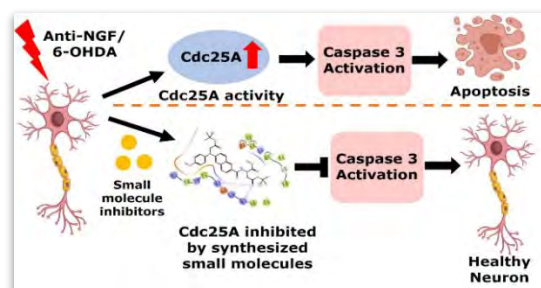 Anti-NGF/
6-OHDA
Cdc25A
Cdc25A activity
Caspase 3
Activation
Apoptosis
Small
molecule
inhibitors
Cdc25A inhibited
by synthesized
small molecules
Caspase 3
Activation
Healthy
Neuron